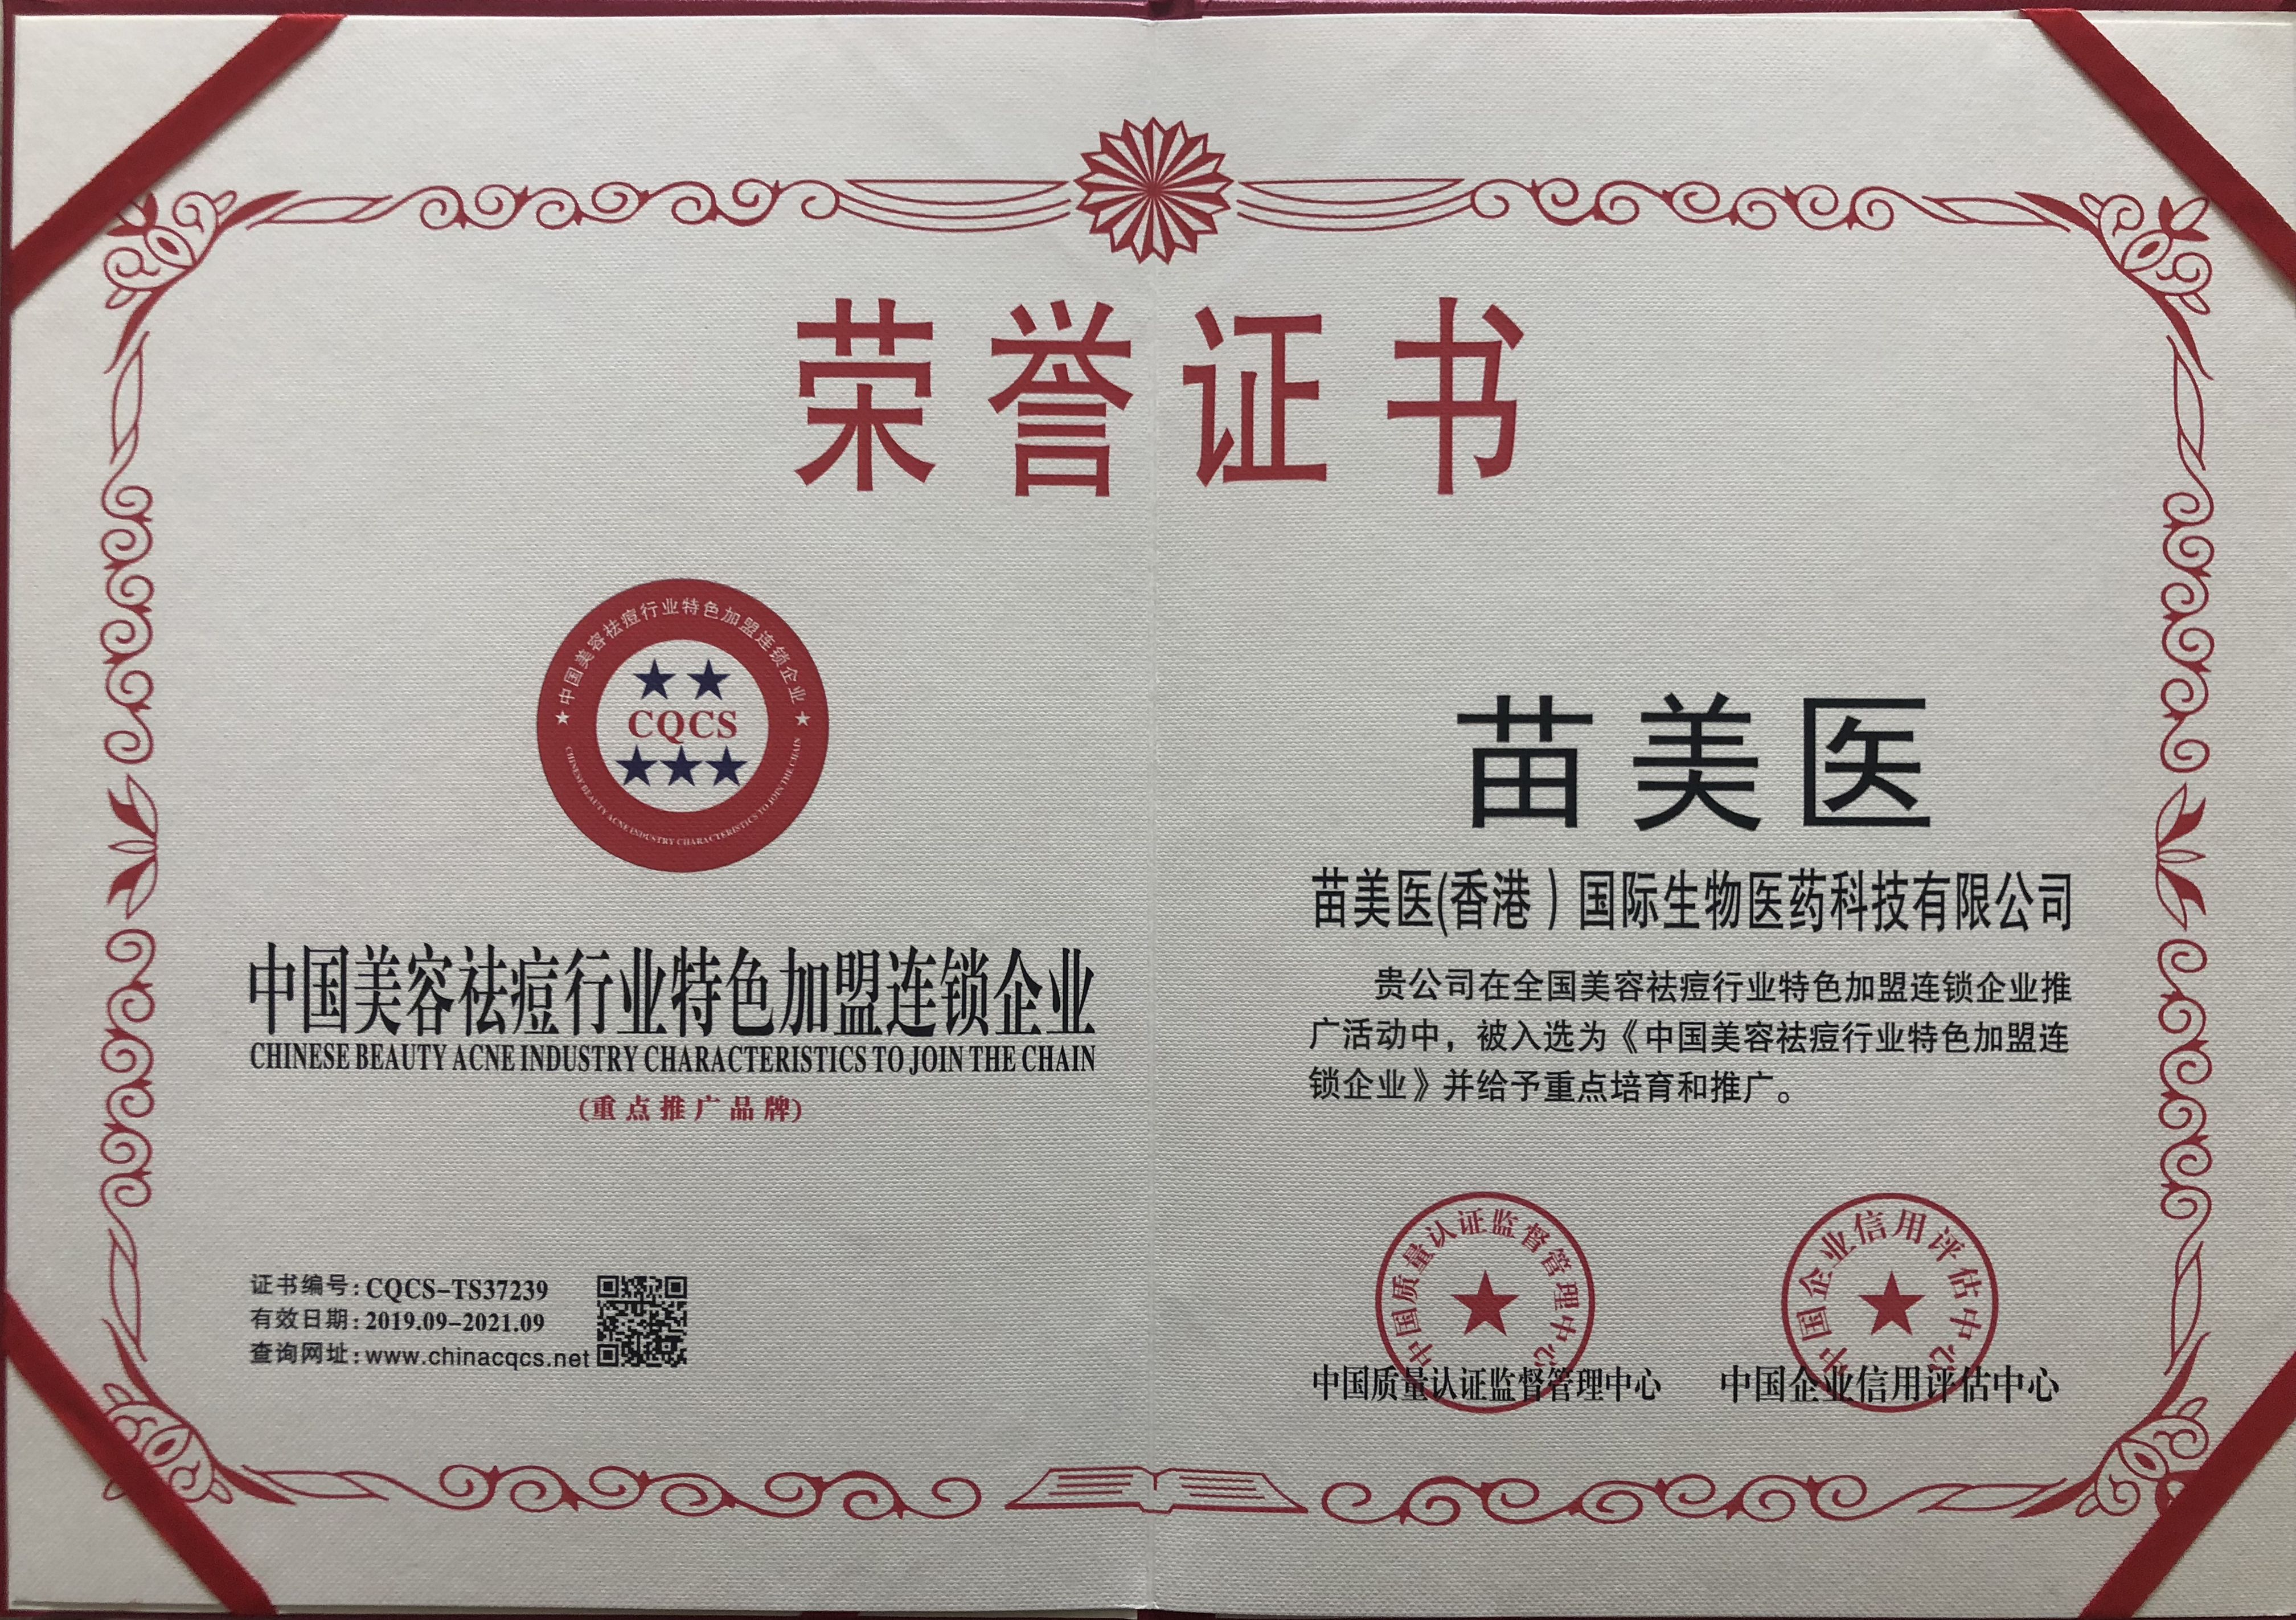 荣誉证书
中国美容祛痘行业特色加盟连锁企业
CQCS
CHINESE BEAUTY ACNE INDUSTRY CHARACTERISTICS TO JOIN THE CHAIN
中国美容祛痘行业特色加盟连锁企业
CHINESE BEAUTY ACNE INDUSTRY CHARACTERISTICS TO JOIN THE CHAIN
(重点推广品牌)
证书编号:CQCS-TS37239
有效日期:2019.09-2021.09
查询网址:www.chinacqcs.net
苗美医
苗美医(香港)国际生物医药科技有限公司
贵公司在全国美容祛痘行业特色加盟连锁企业推
广活动中，被入选为《中国美容祛痘行业特色加盟连
锁企业》并给予重点培育和推广。
中国质量认证监督管理中心
中国企业信用评估中心
中国质量认证监督管理中心
中国企业信用评估中心